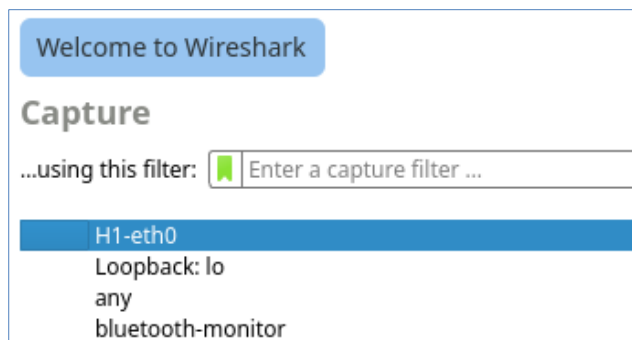 Welcome to Wireshark
Capture
...using this filter: Enter a capture filter ...
H1-eth0
Loopback: lo
any
bluetooth-monitor